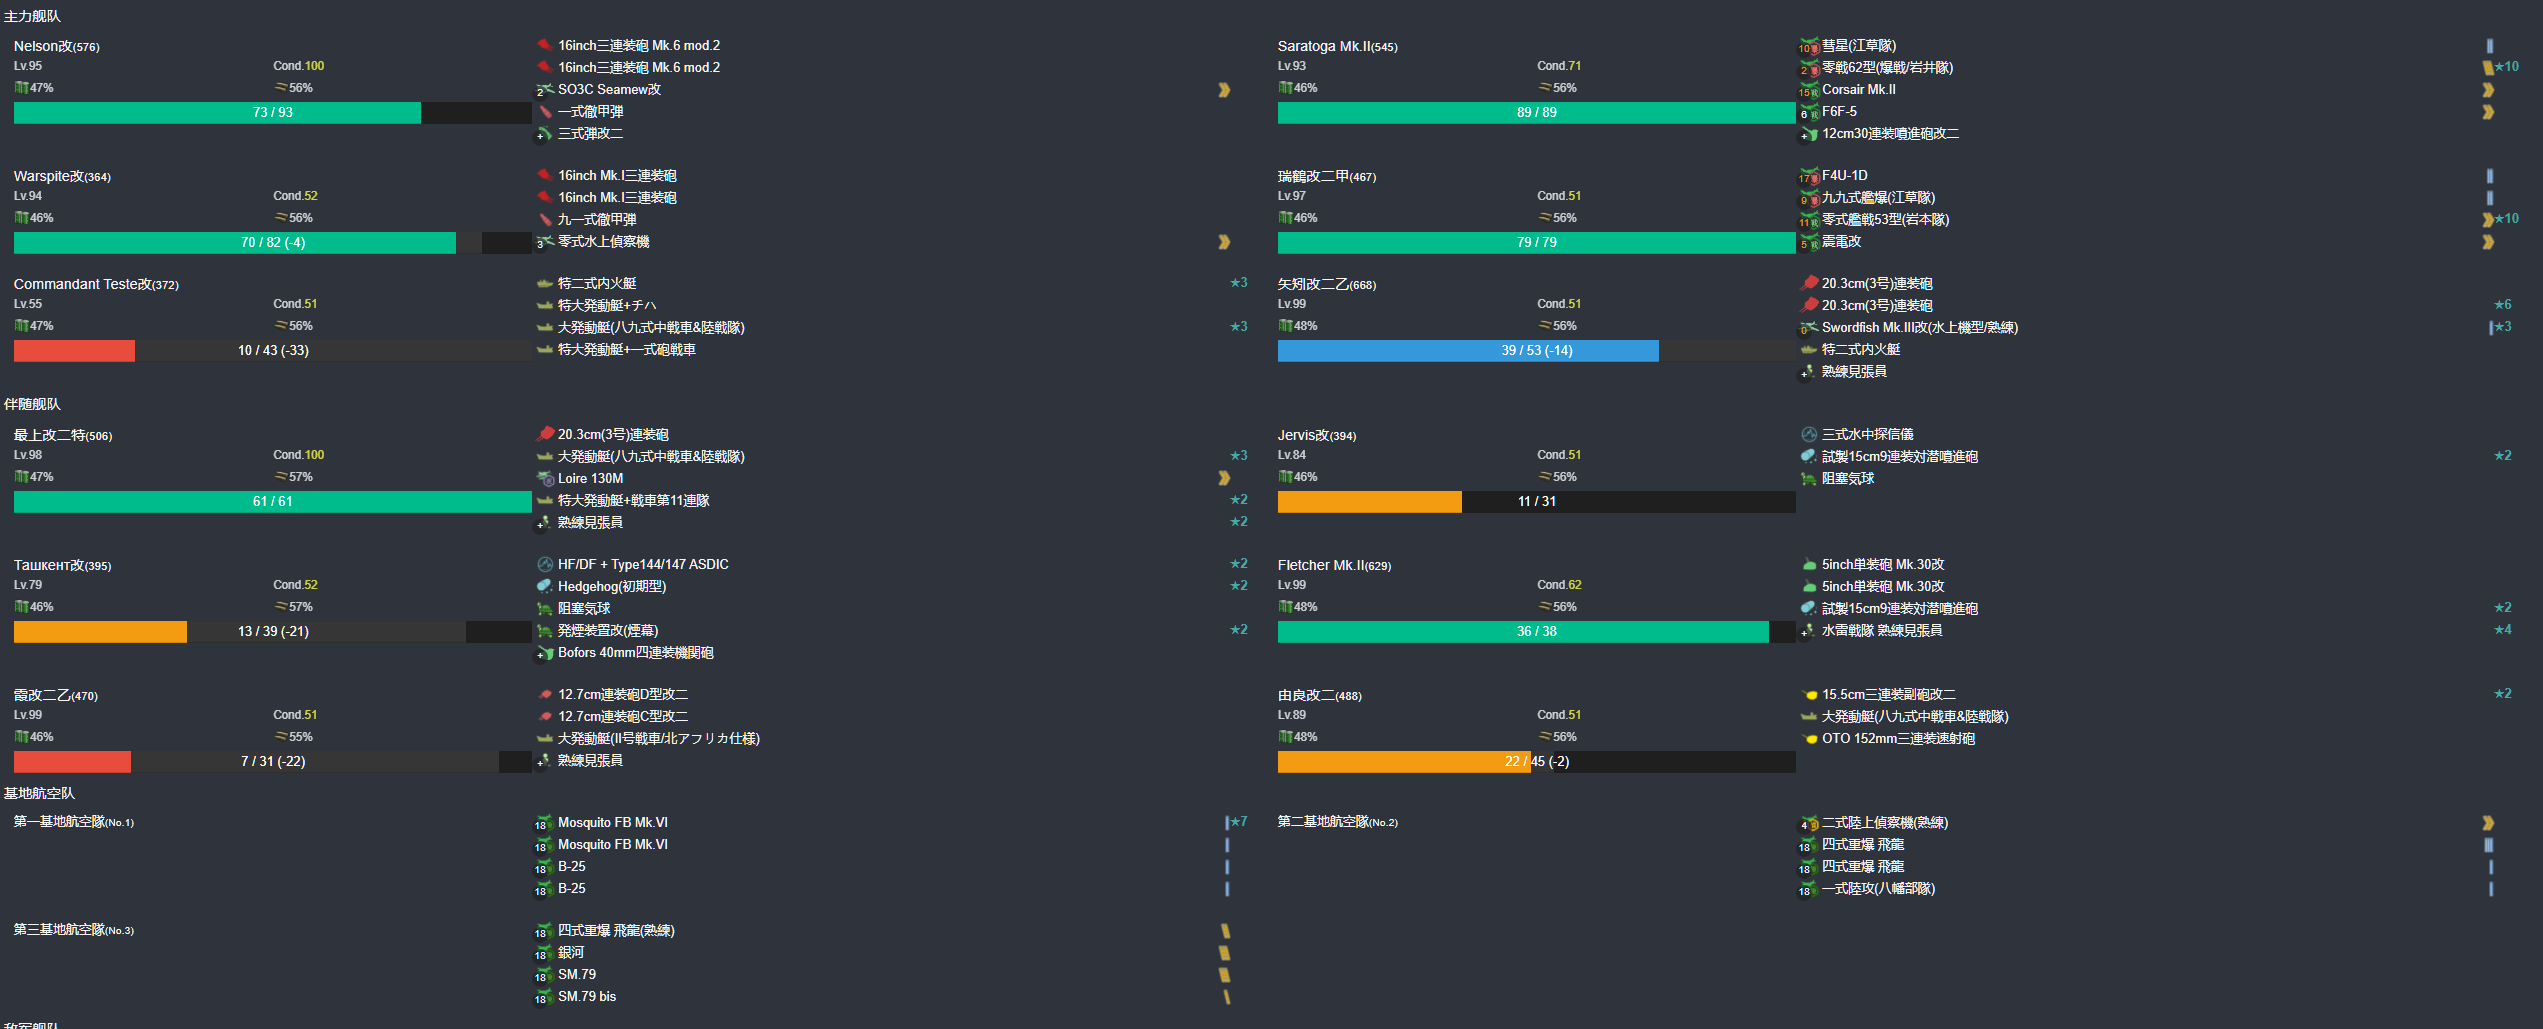 主力舰队
Nelson改(576)
Lv.95 Cond.100
47% 56%
73 / 93
16inch三連装砲 Mk.6 mod.2
16inch三連装砲 Mk.6 mod.2
2 SO3C Seamew改
一式徹甲弾
+ 三式弾改二
Saratoga Mk.II(545)
Lv.93 Cond.71
46% 56%
89 / 89
10 彗星(江草隊)
2 零戦62型(爆戦/岩井隊) ★10
15 Corsair Mk.II
6 F6F-5
+ 12cm30連装噴進砲改二
Warspite改(364)
Lv.94 Cond.52
46% 56%
70 / 82 (-4)
16inch Mk.I三連装砲
16inch Mk.I三連装砲
九一式徹甲弾
3 零式水上偵察機
瑞鶴改二甲(467)
Lv.97 Cond.51
46% 56%
79 / 79
17 F4U-1D
9 九九式艦爆(江草隊)
11 零式艦戦53型(岩本隊) ★10
5 震電改
Commandant Teste改(372)
Lv.55 Cond.51
47% 56%
10 / 43 (-33)
特二式内火艇 ★3
特大発動艇+チハ
大発動艇(八九式中戦車&陸戦隊) ★3
特大発動艇+一式砲戦車
矢矧改二乙(668)
Lv.99 Cond.51
48% 56%
39 / 53 (-14)
20.3cm(3号)連装砲
20.3cm(3号)連装砲 ★6
0 Swordfish Mk.III改(水上機型/熟練) ★3
特二式内火艇
+ 熟練見張員
伴随舰队
最上改二特(506)
Lv.98 Cond.100
47% 57%
61 / 61
20.3cm(3号)連装砲
大発動艇(八九式中戦車&陸戦隊) ★3
Loire 130M
特大発動艇+戦車第11連隊 ★2
+ 熟練見張員 ★2
Jervis改(394)
Lv.84 Cond.51
46% 56%
11 / 31
三式水中探信儀
試製15cm9連装対潜噴進砲 ★2
阻塞気球
Ташкент改(395)
Lv.79 Cond.52
46% 57%
13 / 39 (-21)
HF/DF + Type144/147 ASDIC ★2
Hedgehog(初期型) ★2
阻塞気球
発煙装置改(煙幕) ★2
+ Bofors 40mm四連装機関砲
Fletcher Mk.II(629)
Lv.99 Cond.62
48% 56%
36 / 38
5inch単装砲 Mk.30改
5inch単装砲 Mk.30改
試製15cm9連装対潜噴進砲 ★2
+ 水雷戦隊 熟練見張員 ★4
霞改二乙(470)
Lv.99 Cond.51
46% 55%
7 / 31 (-22)
12.7cm連装砲D型改二
12.7cm連装砲C型改二
大発動艇(II号戦車/北アフリカ仕様)
+ 熟練見張員
由良改二(488)
Lv.89 Cond.51
48% 56%
22 / 45 (-2)
15.5cm三連装副砲改二 ★2
大発動艇(八九式中戦車&陸戦隊)
OTO 152mm三連装速射砲
基地航空队
第一基地航空隊(No.1)
18 Mosquito FB Mk.VI ★7
18 Mosquito FB Mk.VI
18 B-25
18 B-25
第二基地航空隊(No.2)
4 二式陸上偵察機(熟練)
18 四式重爆 飛龍
18 四式重爆 飛龍
18 一式陸攻(八幡部隊)
第三基地航空隊(No.3)
18 四式重爆 飛龍(熟練)
18 銀河
18 SM.79
18 SM.79 bis
敌军舰队